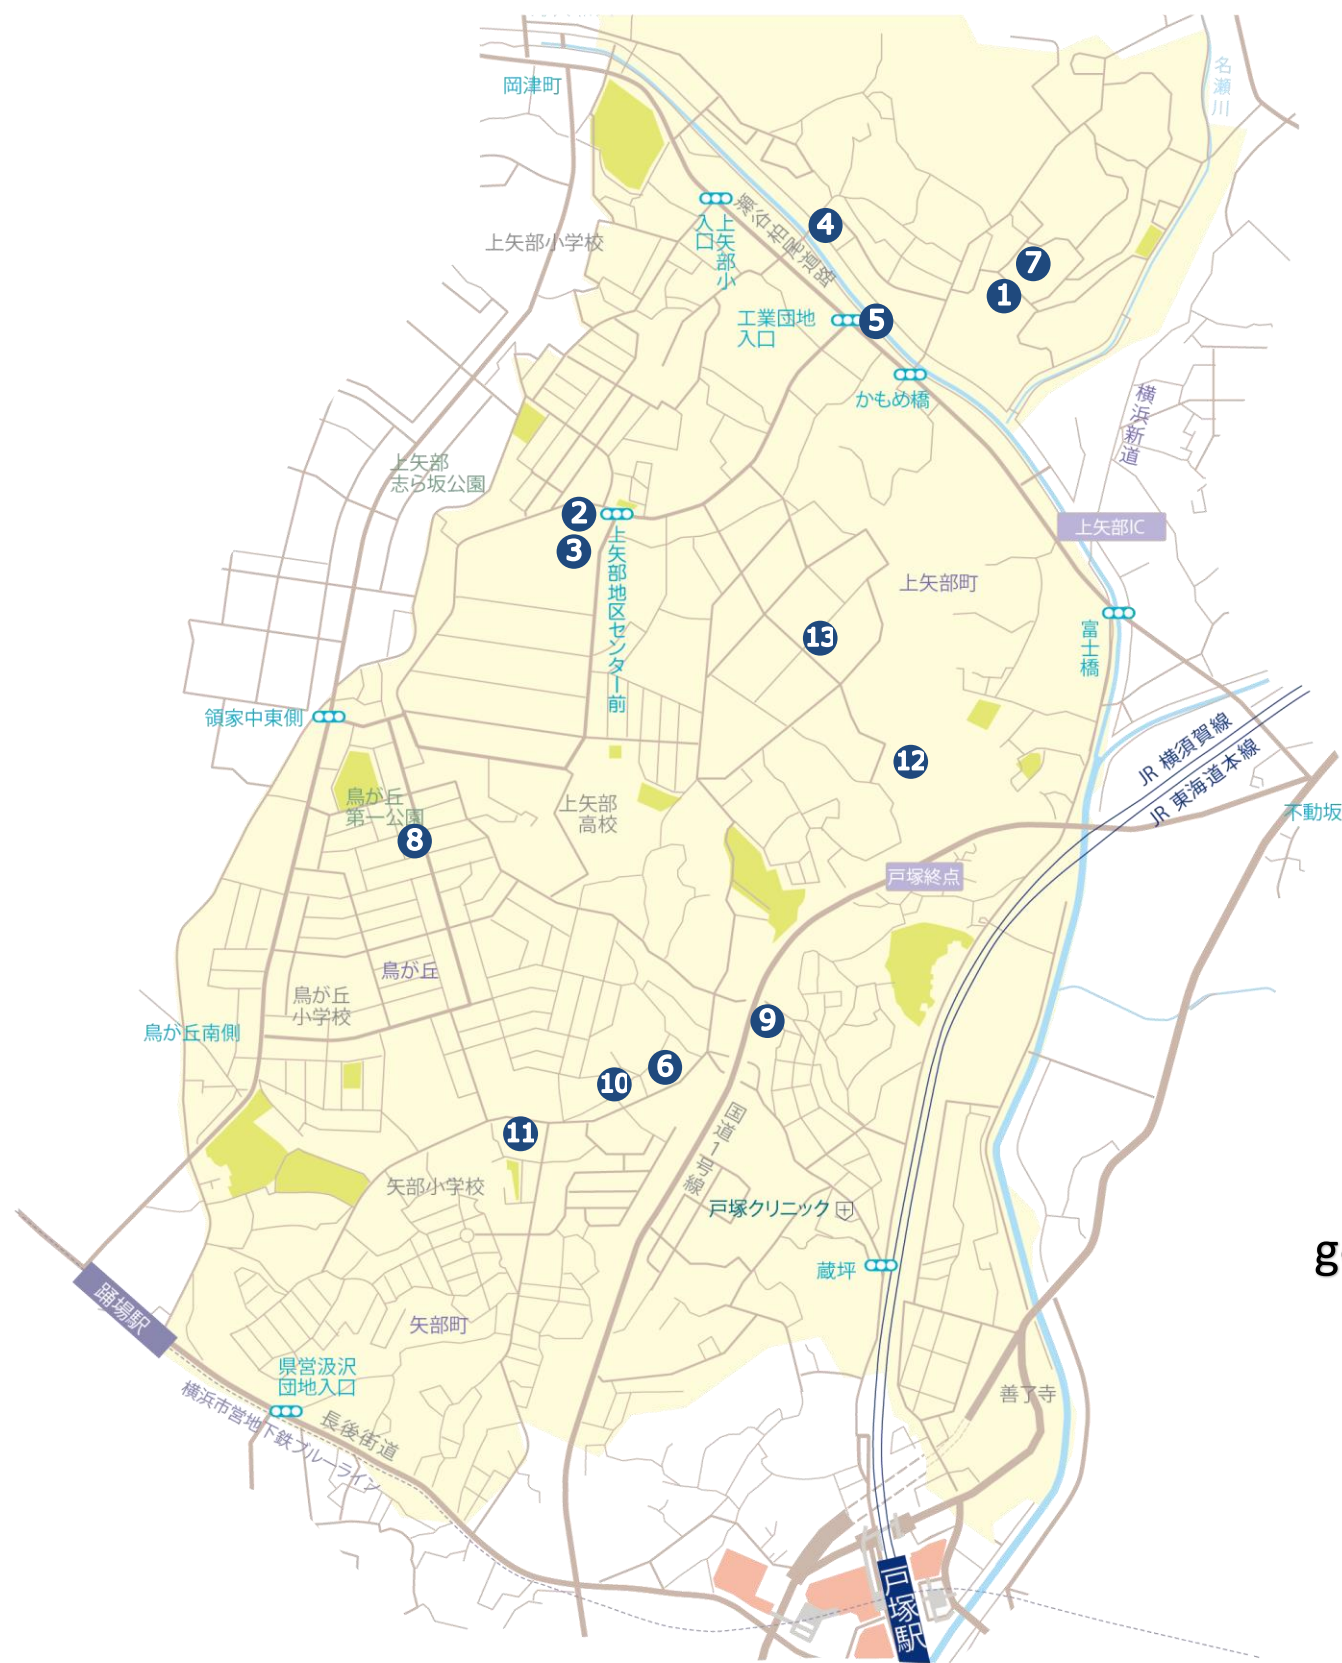 岡津町
名瀬川
上矢部小
入口
瀬谷柏尾道路
4
上矢部小学校
7
1
工業団地
入口
5
かもめ橋
横浜新道
上矢部
志ら坂公園
2
3
上矢部地区センター前
上矢部IC
上矢部町
13
富士橋
領家中東側
12
JR 横須賀線
JR 東海道本線
鳥が丘
第一公園
上矢部
高校
不動坂
8
戸塚終点
鳥が丘
鳥が丘
小学校
鳥が丘南側
9
6
10
11
国道1号線
矢部小学校
戸塚クリニック
蔵坪
g
踊場駅
矢部町
県営汲沢
団地入口
横浜市営地下鉄ブルーライン
長後街道
善了寺
戸塚駅